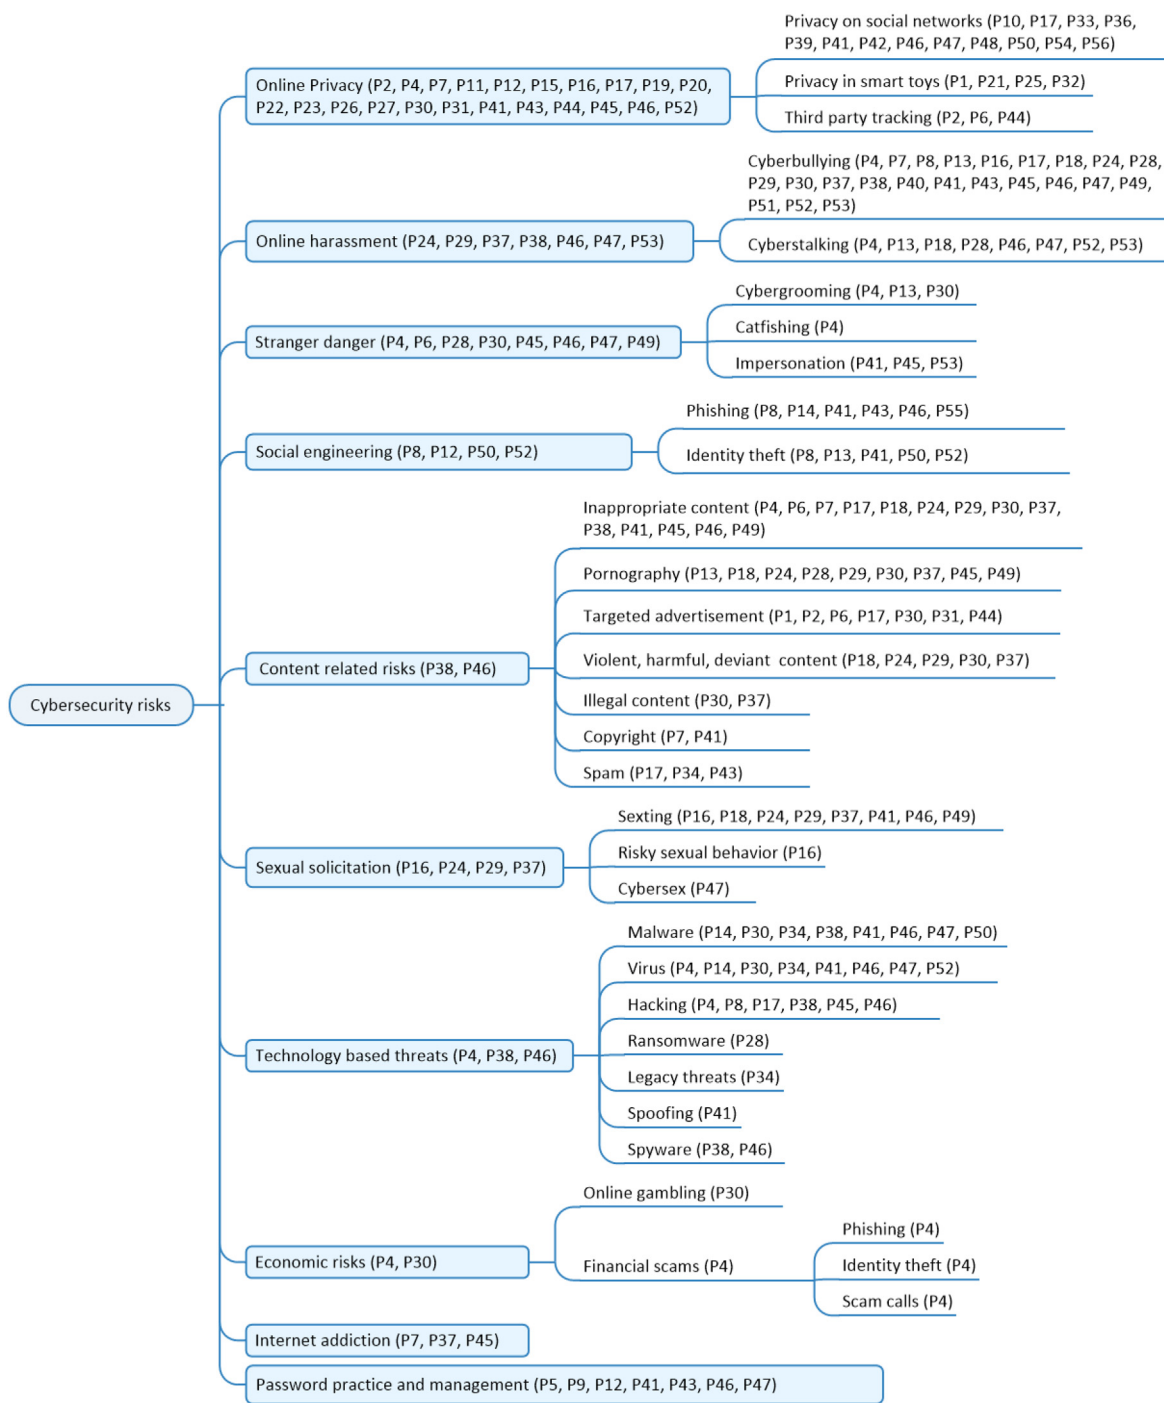 Cybersecurity risks
Online Privacy (P2, P4, P7, P11, P12, P15, P16, P17, P19, P20,
P22, P23, P26, P27, P30, P31, P41, P43, P44, P45, P46, P52)
Privacy on social networks (P10, P17, P33, P36,
P39, P41, P42, P46, P47, P48, P50, P54, P56)
Privacy in smart toys (P1, P21, P25, P32)
Third party tracking (P2, P6, P44)
Online harassment (P24, P29, P37, P38, P46, P47, P53)
Cyberbullying (P4, P7, P8, P13, P16, P17, P18, P24, P28,
P29, P30, P37, P38, P40, P41, P43, P45, P46, P47, P49,
P51, P52, P53)
Cyberstalking (P4, P13, P18, P28, P46, P47, P52, P53)
Stranger danger (P4, P6, P28, P30, P45, P46, P47, P49)
Cybergrooming (P4, P13, P30)
Catfishing (P4)
Impersonation (P41, P45, P53)
Social engineering (P8, P12, P50, P52)
Phishing (P8, P14, P41, P43, P46, P55)
Identity theft (P8, P13, P41, P50, P52)
Content related risks (P38, P46)
Inappropriate content (P4, P6, P7, P17, P18, P24, P29, P30, P37,
P38, P41, P45, P46, P49)
Pornography (P13, P18, P24, P28, P29, P30, P37, P45, P49)
Targeted advertisement (P1, P2, P6, P17, P30, P31, P44)
Violent, harmful, deviant content (P18, P24, P29, P30, P37)
Illegal content (P30, P37)
Copyright (P7, P41)
Spam (P17, P34, P43)
Sexual solicitation (P16, P24, P29, P37)
Sexting (P16, P18, P24, P29, P37, P41, P46, P49)
Risky sexual behavior (P16)
Cybersex (P47)
Technology based threats (P4, P38, P46)
Malware (P14, P30, P34, P38, P41, P46, P47, P50)
Virus (P4, P14, P30, P34, P41, P46, P47, P52)
Hacking (P4, P8, P17, P38, P45, P46)
Ransomware (P28)
Legacy threats (P34)
Spoofing (P41)
Spyware (P38, P46)
Economic risks (P4, P30)
Online gambling (P30)
Financial scams (P4)
Phishing (P4)
Identity theft (P4)
Scam calls (P4)
Internet addiction (P7, P37, P45)
Password practice and management (P5, P9, P12, P41, P43, P46, P47)